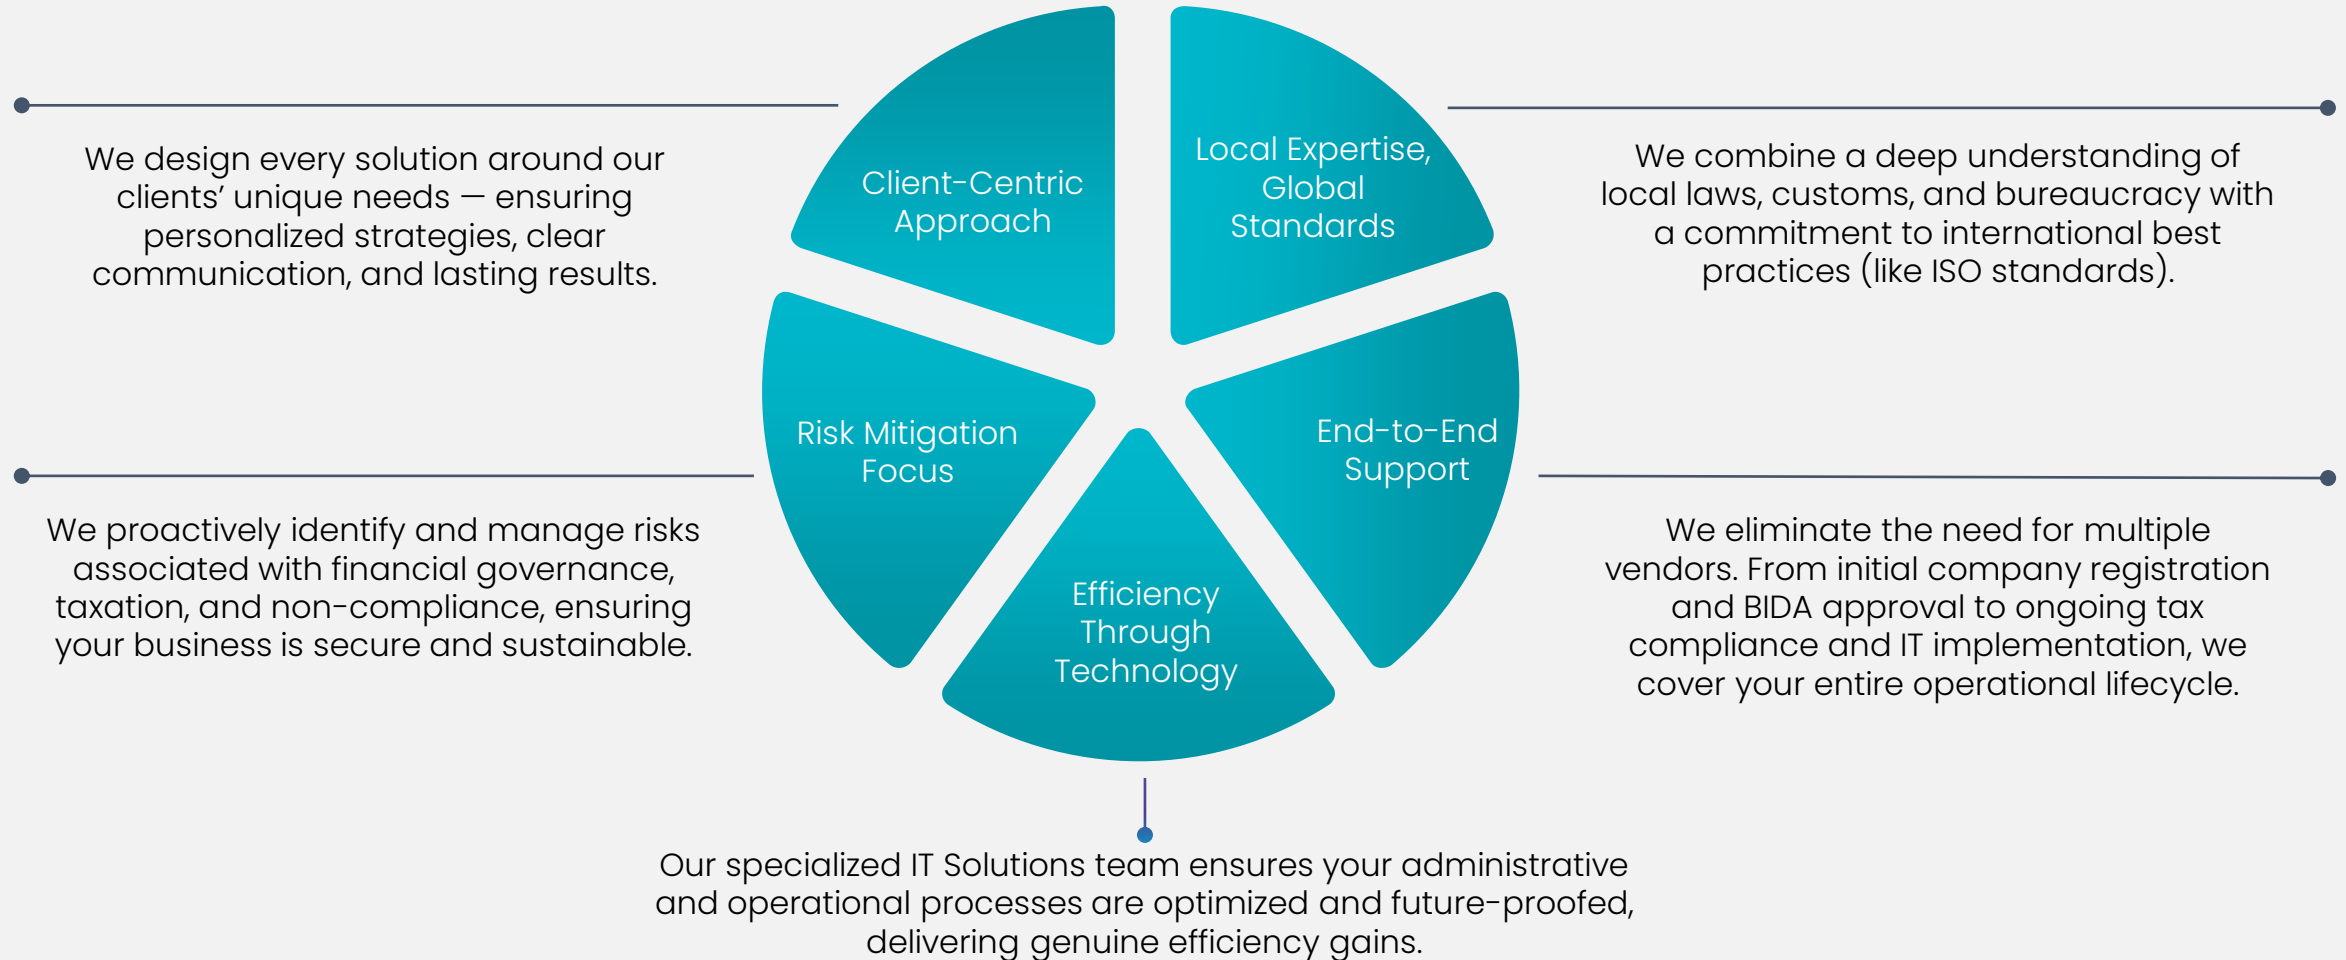 Client-Centric
Approach
We design every solution around our
clients’ unique needs — ensuring
personalized strategies, clear
communication, and lasting results.
Local Expertise,
Global
Standards
We combine a deep understanding of
local laws, customs, and bureaucracy with
a commitment to international best
practices (like ISO standards).
Risk Mitigation
Focus
We proactively identify and manage risks
associated with financial governance,
taxation, and non-compliance, ensuring
your business is secure and sustainable.
End-to-End
Support
We eliminate the need for multiple
vendors. From initial company registration
and BIDA approval to ongoing tax
compliance and IT implementation, we
cover your entire operational lifecycle.
Efficiency
Through
Technology
Our specialized IT Solutions team ensures your administrative
and operational processes are optimized and future-proofed,
delivering genuine efficiency gains.